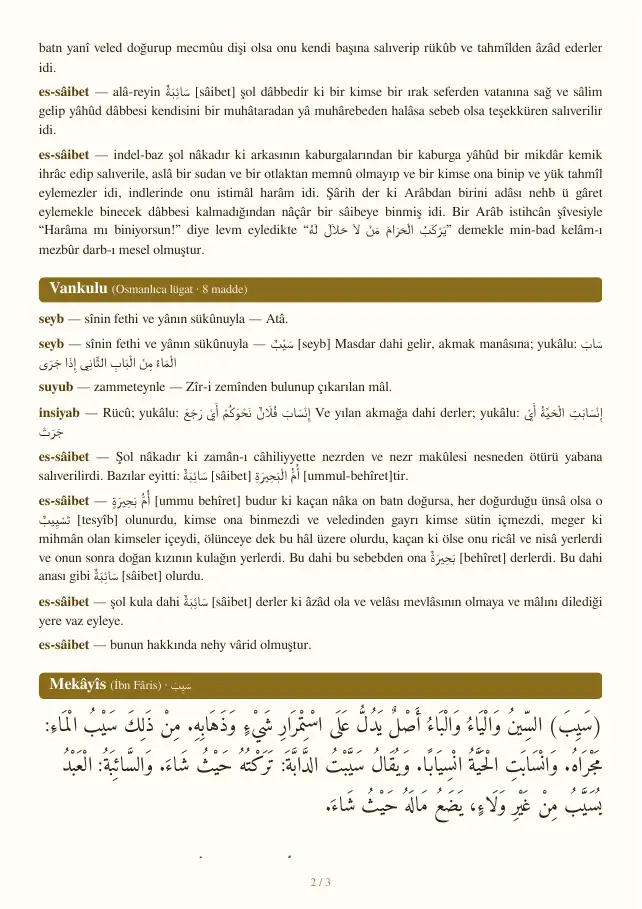 batn yanî veled doğurup mecmûu dişi olsa onu kendi başına salıverip rükûb ve tahmîlden âzâd ederler
idi.
es-sâibet — alâ-reyin سَائِبَةٌ [sâibet] şol dâbbedir ki bir kimse bir ırak seferden vatanına sağ ve sâlim
gelip yâhûd dâbbesi kendisini bir muhâtaradan yâ muhârebeden halâsa sebeb olsa teşekküren salıverilir
idi.
es-sâibet — indel-baz şol nâkadır ki arkasının kaburgalarından bir kaburga yâhûd bir mikdâr kemik
ihrâc edip salıverile, aslâ bir sudan ve bir otlaktan memnû olmayıp ve bir kimse ona binip ve yük tahmîl
eylemezler idi, indlerinde onu istimâl harâm idi. Şârih der ki Arâbdan birini adâsı nehb ü gâret
eylemekle binecek dâbbesi kalmadığından nâçâr bir sâibeye binmiş idi. Bir Arâb istihcân şîvesiyle
“Harâma mı biniyorsun!” diye levm eyledikte “يَرْكَبُ الْحَرَامَ مَنْ لاَ حَلاَلَ لَهُ” demekle min-bad kelâm-ı
mezbûr darb-ı mesel olmuştur.
Vankulu (Osmanlıca lügat · 8 madde)
seyb — sînin fethi ve yânın sükûnuyla — Atâ.
seyb — sînin fethi ve yânın sükûnuyla — سَيْبٌ [seyb] Masdar dahi gelir, akmak manâsına; yukâlu: سَابَ
الْمَاءُ مِنَ الْبَابِ الثَّانِي إِذَا جَرَى
suyub — zammeteynle — Zîr-i zemînden bulunup çıkarılan mâl.
insiyab — Rücû; yukâlu: إِنْسَابَ فُلَانٌ نَحْوَكُمْ أَيْ رَجَعَ Ve yılan akmağa dahi derler; yukâlu: إِنْسَابَتِ الْحَيَّةُ أَيْ
جَرَتْ
es-sâibet — Şol nâkadır ki zamân-ı câhiliyyette nezrden ve nezr makûlesi nesneden ötürü yabana
salıverilirdi. Bazılar eyitti: سَائِبَةٌ [sâibet] أُمُّ الْبَحِيرَةِ [ummul-behîret]tir.
es-sâibet — أُمُّ بَحِيرَةٍ [ummu behîret] budur ki kaçan nâka on batn doğursa, her doğurduğu ünsâ olsa o
تَسْيِيبٌ [tesyîb] olunurdu, kimse ona binmezdi ve veledinden gayrı kimse sütin içmezdi, meger ki
mihmân olan kimseler içeydi, ölünceye dek bu hâl üzere olurdu, kaçan ki ölse onu ricâl ve nisâ yerlerdi
ve onun sonra doğan kızının kulağın yerlerdi. Bu dahi bu sebebden ona بَحِيرَةٌ [behîret] derlerdi. Bu dahi
anası gibi سَائِبَةٌ [sâibet] olurdu.
es-sâibet — şol kula dahi سَائِبَةٌ [sâibet] derler ki âzâd ola ve velâsı mevlâsının olmaya ve mâlını dilediği
yere vaz eyleye.
es-sâibet — bunun hakkında nehy vârid olmuştur.
Mekâyîs (İbn Fâris) · سَيِبَ
(سَيِبَ) السِّينُ وَالْيَاءُ وَالْبَاءُ أَصْلٌ يَدُلُّ عَلَى اسْتِمْرَارِ شَيْءٍ وَذَهَابِهِ. مِنْ ذَلِكَ سَيْبُ الْمَاءِ:
مَجْرَاهُ. وَانْسَابَتِ الْحَيَّةُ انْسِيَابًا. وَيُقَالُ سَيَّبْتُ الدَّابَّةَ: تَرَكْتُهُ حَيْثُ شَاءَ. وَالسَّائِبَةُ: الْعَبْدُ
يُسَيَّبُ مِنْ غَيْرِ وَلَاءٍ، يَضَعُ مَالَهُ حَيْثُ شَاءَ.
2 / 3